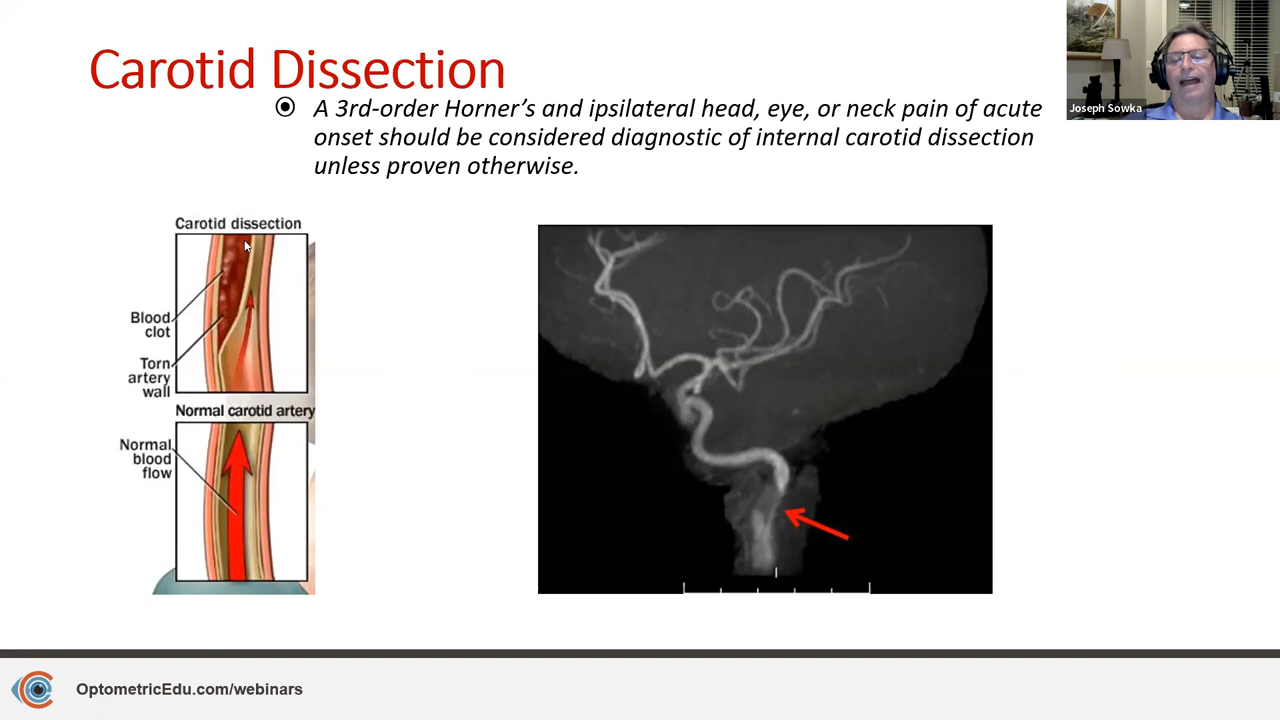 Carotid Dissection
A 3rd-order Horner's and ipsilateral head, eye, or neck pain of acute
onset should be considered diagnostic of internal carotid dissection
unless proven otherwise.
Joseph Sowka
Carotid dissection
Blood
clot
Torn
artery
wall
Normal carotid artery
Normal
blood
flow
OptometricEdu.com/webinars